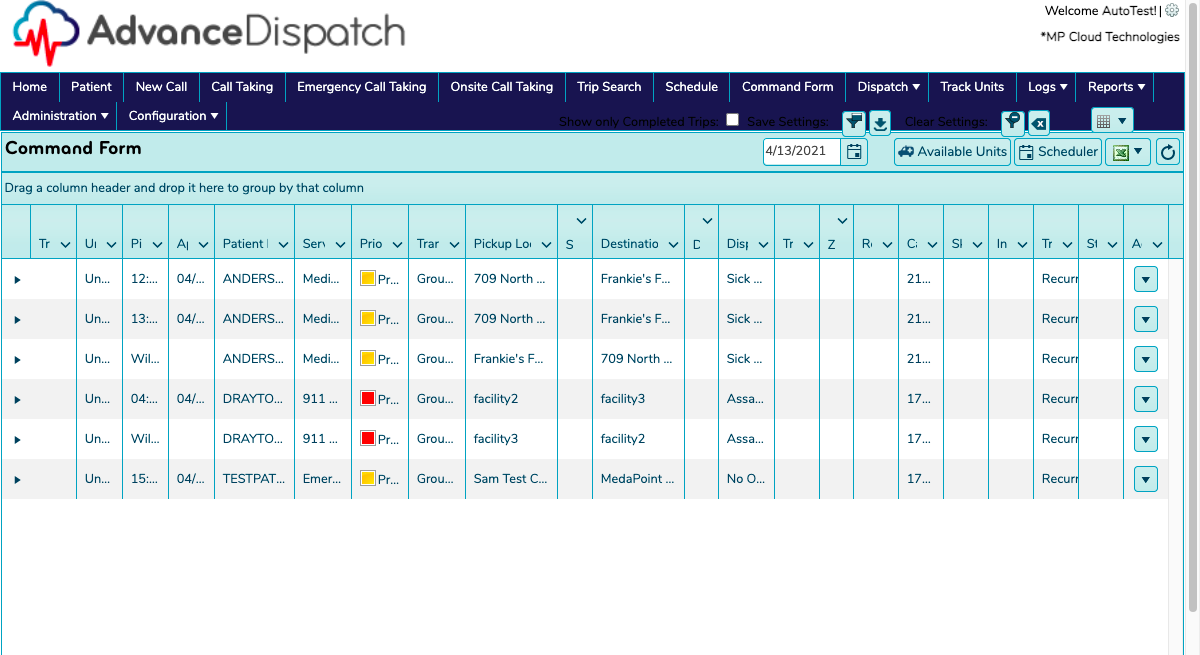 AdvanceDispatch
Welcome AutoTest! |
*MP Cloud Technologies
Home Patient New Call Call Taking Emergency Call Taking Onsite Call Taking Trip Search Schedule Command Form Dispatch Track Units Logs Reports
Administration Configuration Show only Completed Trips: Save Settings: Clear Settings:
Command Form 4/13/2021 Available Units Scheduler
Drag a column header and drop it here to group by that column
Tr Ur Pi Ap Patient Serv Prio Trar Pickup Loc S Destinatio D Disp Tr Z Re Ca Sh In Tr St Ac
Un... 12:... 04/... ANDERS... Medi... Pr... Grou... 709 North ... Frankie's F... Sick ... 21... Recurr
Un... 13:... 04/... ANDERS... Medi... Pr... Grou... 709 North ... Frankie's F... Sick ... 21... Recurr
Un... Wil... ANDERS... Medi... Pr... Grou... Frankie's F... 709 North ... Sick ... 21... Recurr
Un... 04:... 04/... DRAYTO... 911 ... Pr... Grou... facility2 facility3 Assa... 17... Recurr
Un... Wil... DRAYTO... 911 ... Pr... Grou... facility3 facility2 Assa... 17... Recurr
Un... 15:... 04/... TESTPAT... Emer... Pr... Grou... Sam Test C... MedaPoint ... No O... 17... Recurr